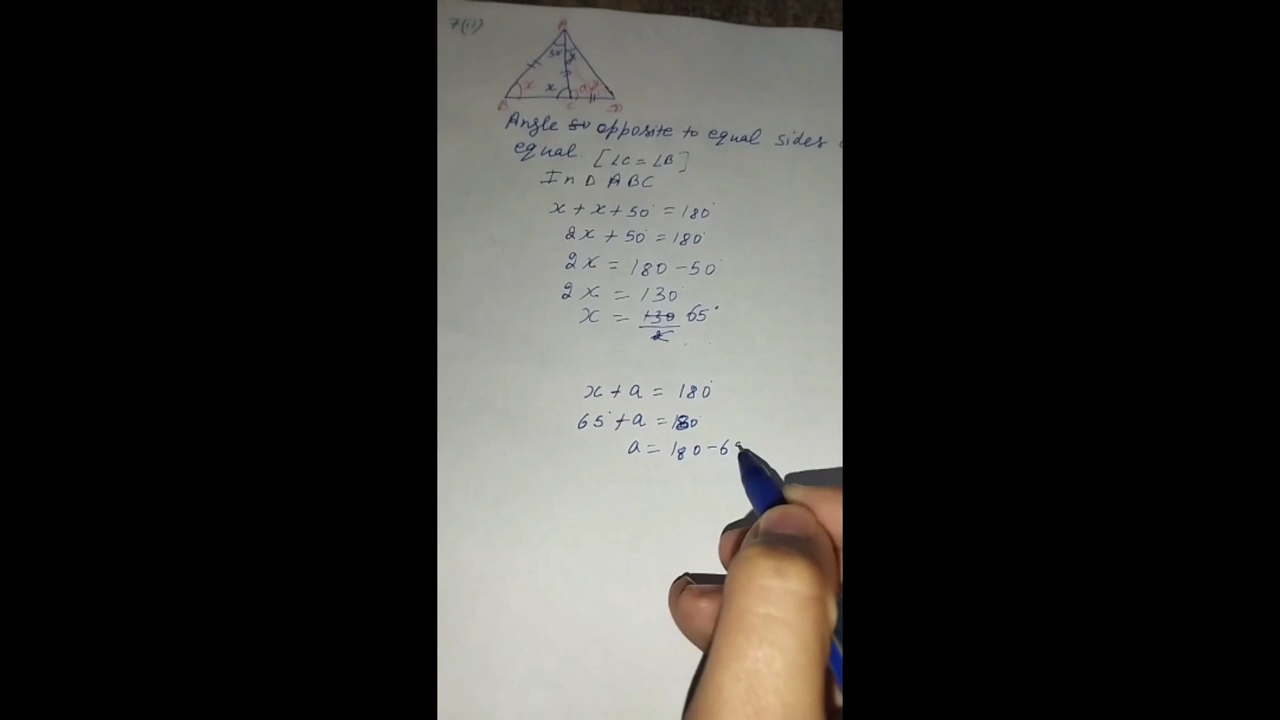 7(ii)
A
50 y
x x a y
B C D
Angle opposite to equal sides
equal. [∠C = ∠B]
In Δ ABC
x + x + 50° = 180°
2x + 50° = 180°
2x = 180 - 50°
2x = 130°
x = 130/2 65°
x + a = 180°
65° + a = 180°
a = 180 - 6